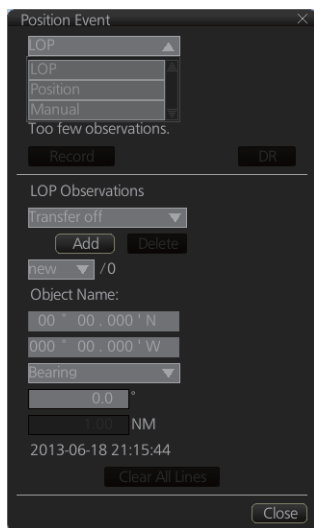 Position Event
LOP
LOP
Position
Manual
Too few observations.
Record DR
LOP Observations
Transfer off
Add Delete
new /0
Object Name:
00 ° 00 . 000 ' N
000 ° 00 . 000 ' W
Bearing
0.0 °
1.00 NM
2013-06-18 21:15:44
Clear All Lines
Close